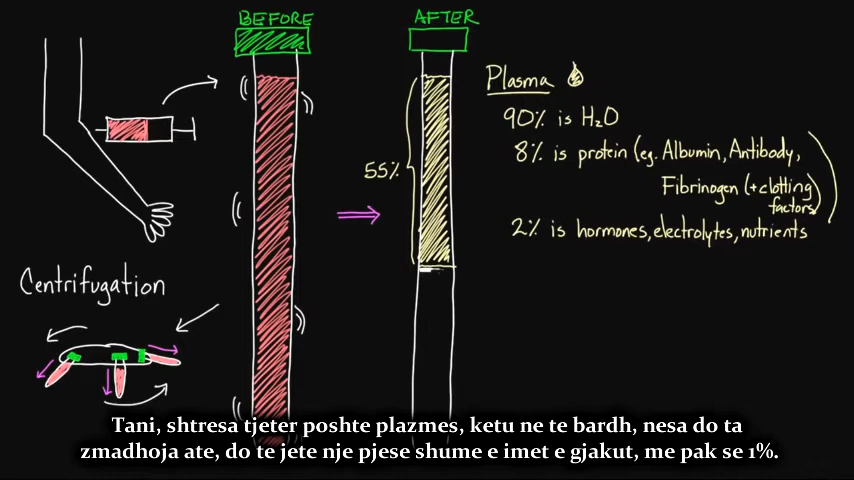 BEFORE
AFTER
Plasma
90% is H₂O
8% is protein (eg. Albumin, Antibody,
Fibrinogen (+clotting
factors)
55%
2% is hormones, electrolytes, nutrients
Centrifugation
Tani, shtresa tjeter poshte plazmes, ketu ne te bardh, nesa do ta
zmadhoja ate, do te jete nje pjese shume e imet e gjakut, me pak se 1%.